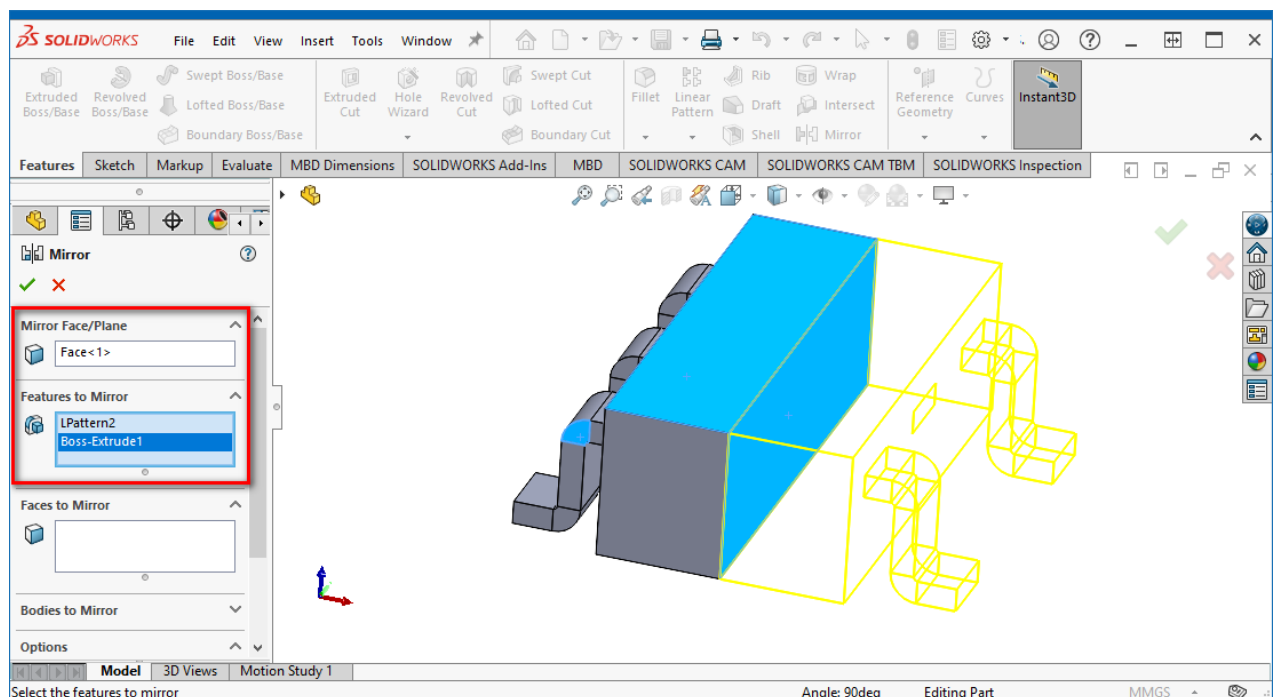 SOLIDWORKS File Edit View Insert Tools Window
Extruded Boss/Base
Revolved Boss/Base
Swept Boss/Base
Lofted Boss/Base
Boundary Boss/Base
Extruded Cut
Hole Wizard
Revolved Cut
Swept Cut
Lofted Cut
Boundary Cut
Fillet
Linear Pattern
Rib
Draft
Shell
Wrap
Intersect
Mirror
Reference Geometry
Curves
Instant3D
Features Sketch Markup Evaluate MBD Dimensions SOLIDWORKS Add-Ins MBD SOLIDWORKS CAM SOLIDWORKS CAM TBM SOLIDWORKS Inspection
Mirror
Mirror Face/Plane
Face<1>
Features to Mirror
LPattern2
Boss-Extrude1
Faces to Mirror
Bodies to Mirror
Options
Model 3D Views Motion Study 1
Select the features to mirror Angle: 90deg Editing Part MMGS